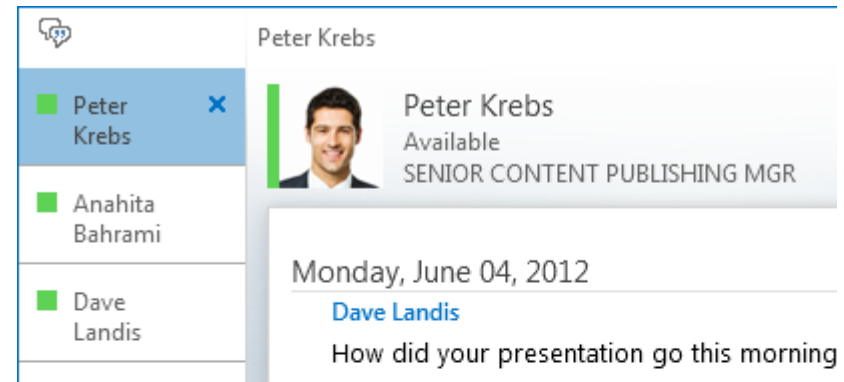 Peter Krebs
Peter
Krebs
Anahita
Bahrami
Dave
Landis
Peter Krebs
Available
SENIOR CONTENT PUBLISHING MGR
Monday, June 04, 2012
Dave Landis
How did your presentation go this morning